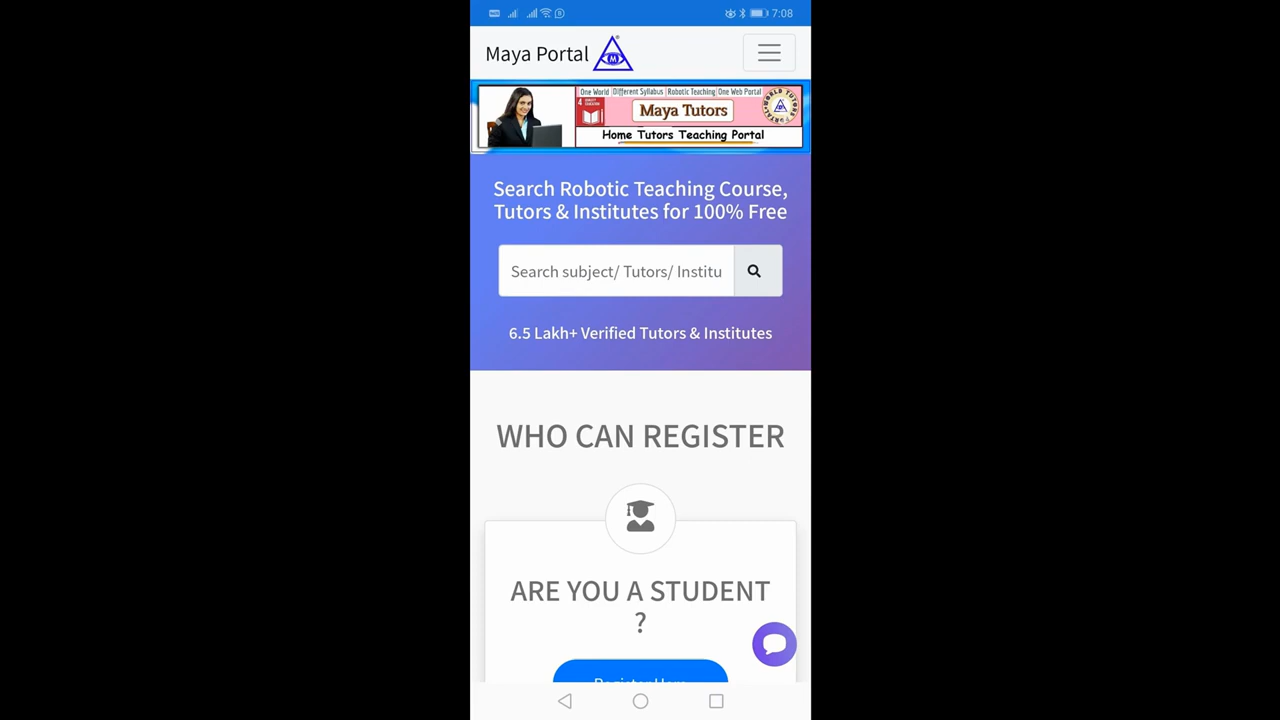 7:08
Maya Portal
One World Different Syllabus Robotic Teaching One Web Portal
Maya Tutors
Home Tutors Teaching Portal
Search Robotic Teaching Course,
Tutors & Institutes for 100% Free
Search subject/ Tutors/ Institu
6.5 Lakh+ Verified Tutors & Institutes
WHO CAN REGISTER
ARE YOU A STUDENT
?
Register Here